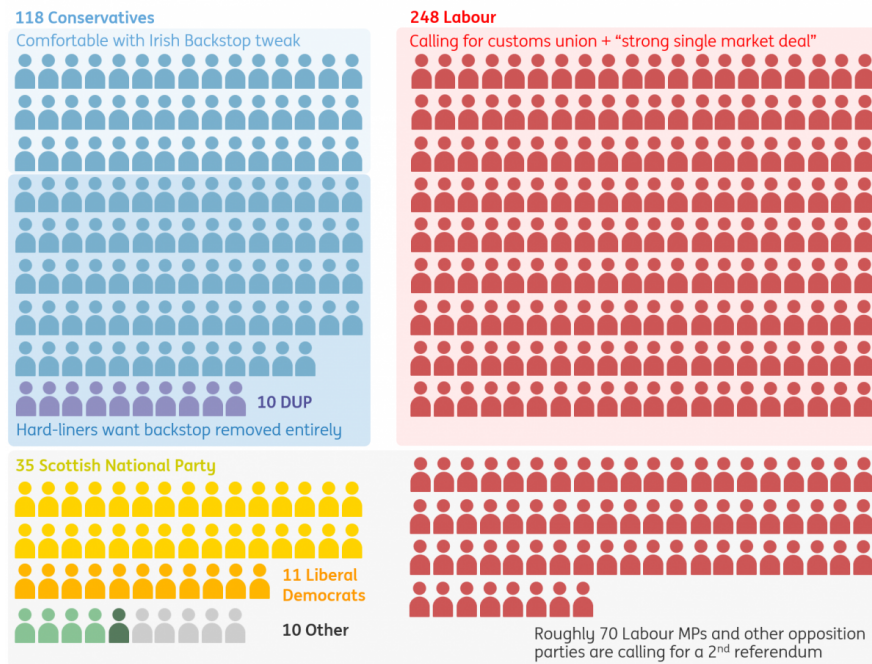 118 Conservatives
Comfortable with Irish Backstop tweak
10 DUP
Hard-liners want backstop removed entirely
248 Labour
Calling for customs union + “strong single market deal”
35 Scottish National Party
11 Liberal
Democrats
10 Other
Roughly 70 Labour MPs and other opposition
parties are calling for a 2nd referendum